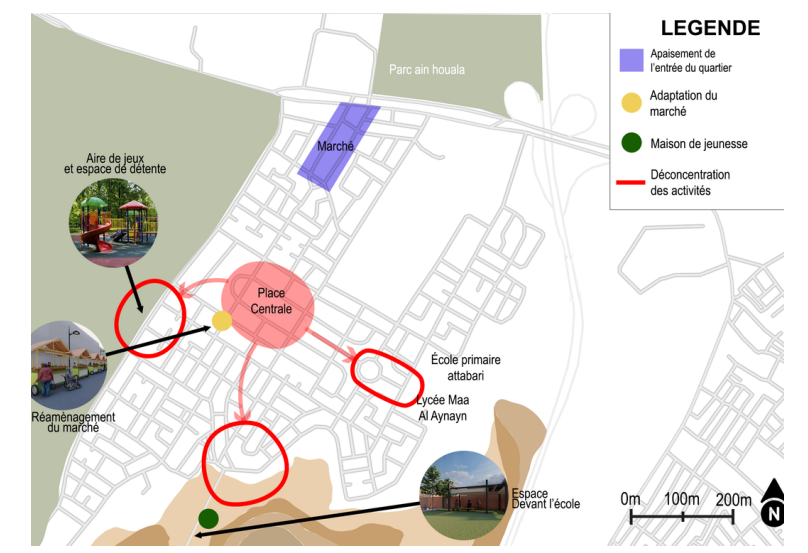 LEGENDE
Apaisement de
l'entrée du quartier
Adaptation du
marché
Maison de jeunesse
Déconcentration
des activités
Parc ain houala
Marché
Aire de jeux
et espace de détente
Place
Centrale
École primaire
attabari
Lycée Maa
Al Aynayn
Réamènagement
du marché
Espace
Devant l'école
0m 100m 200m
N